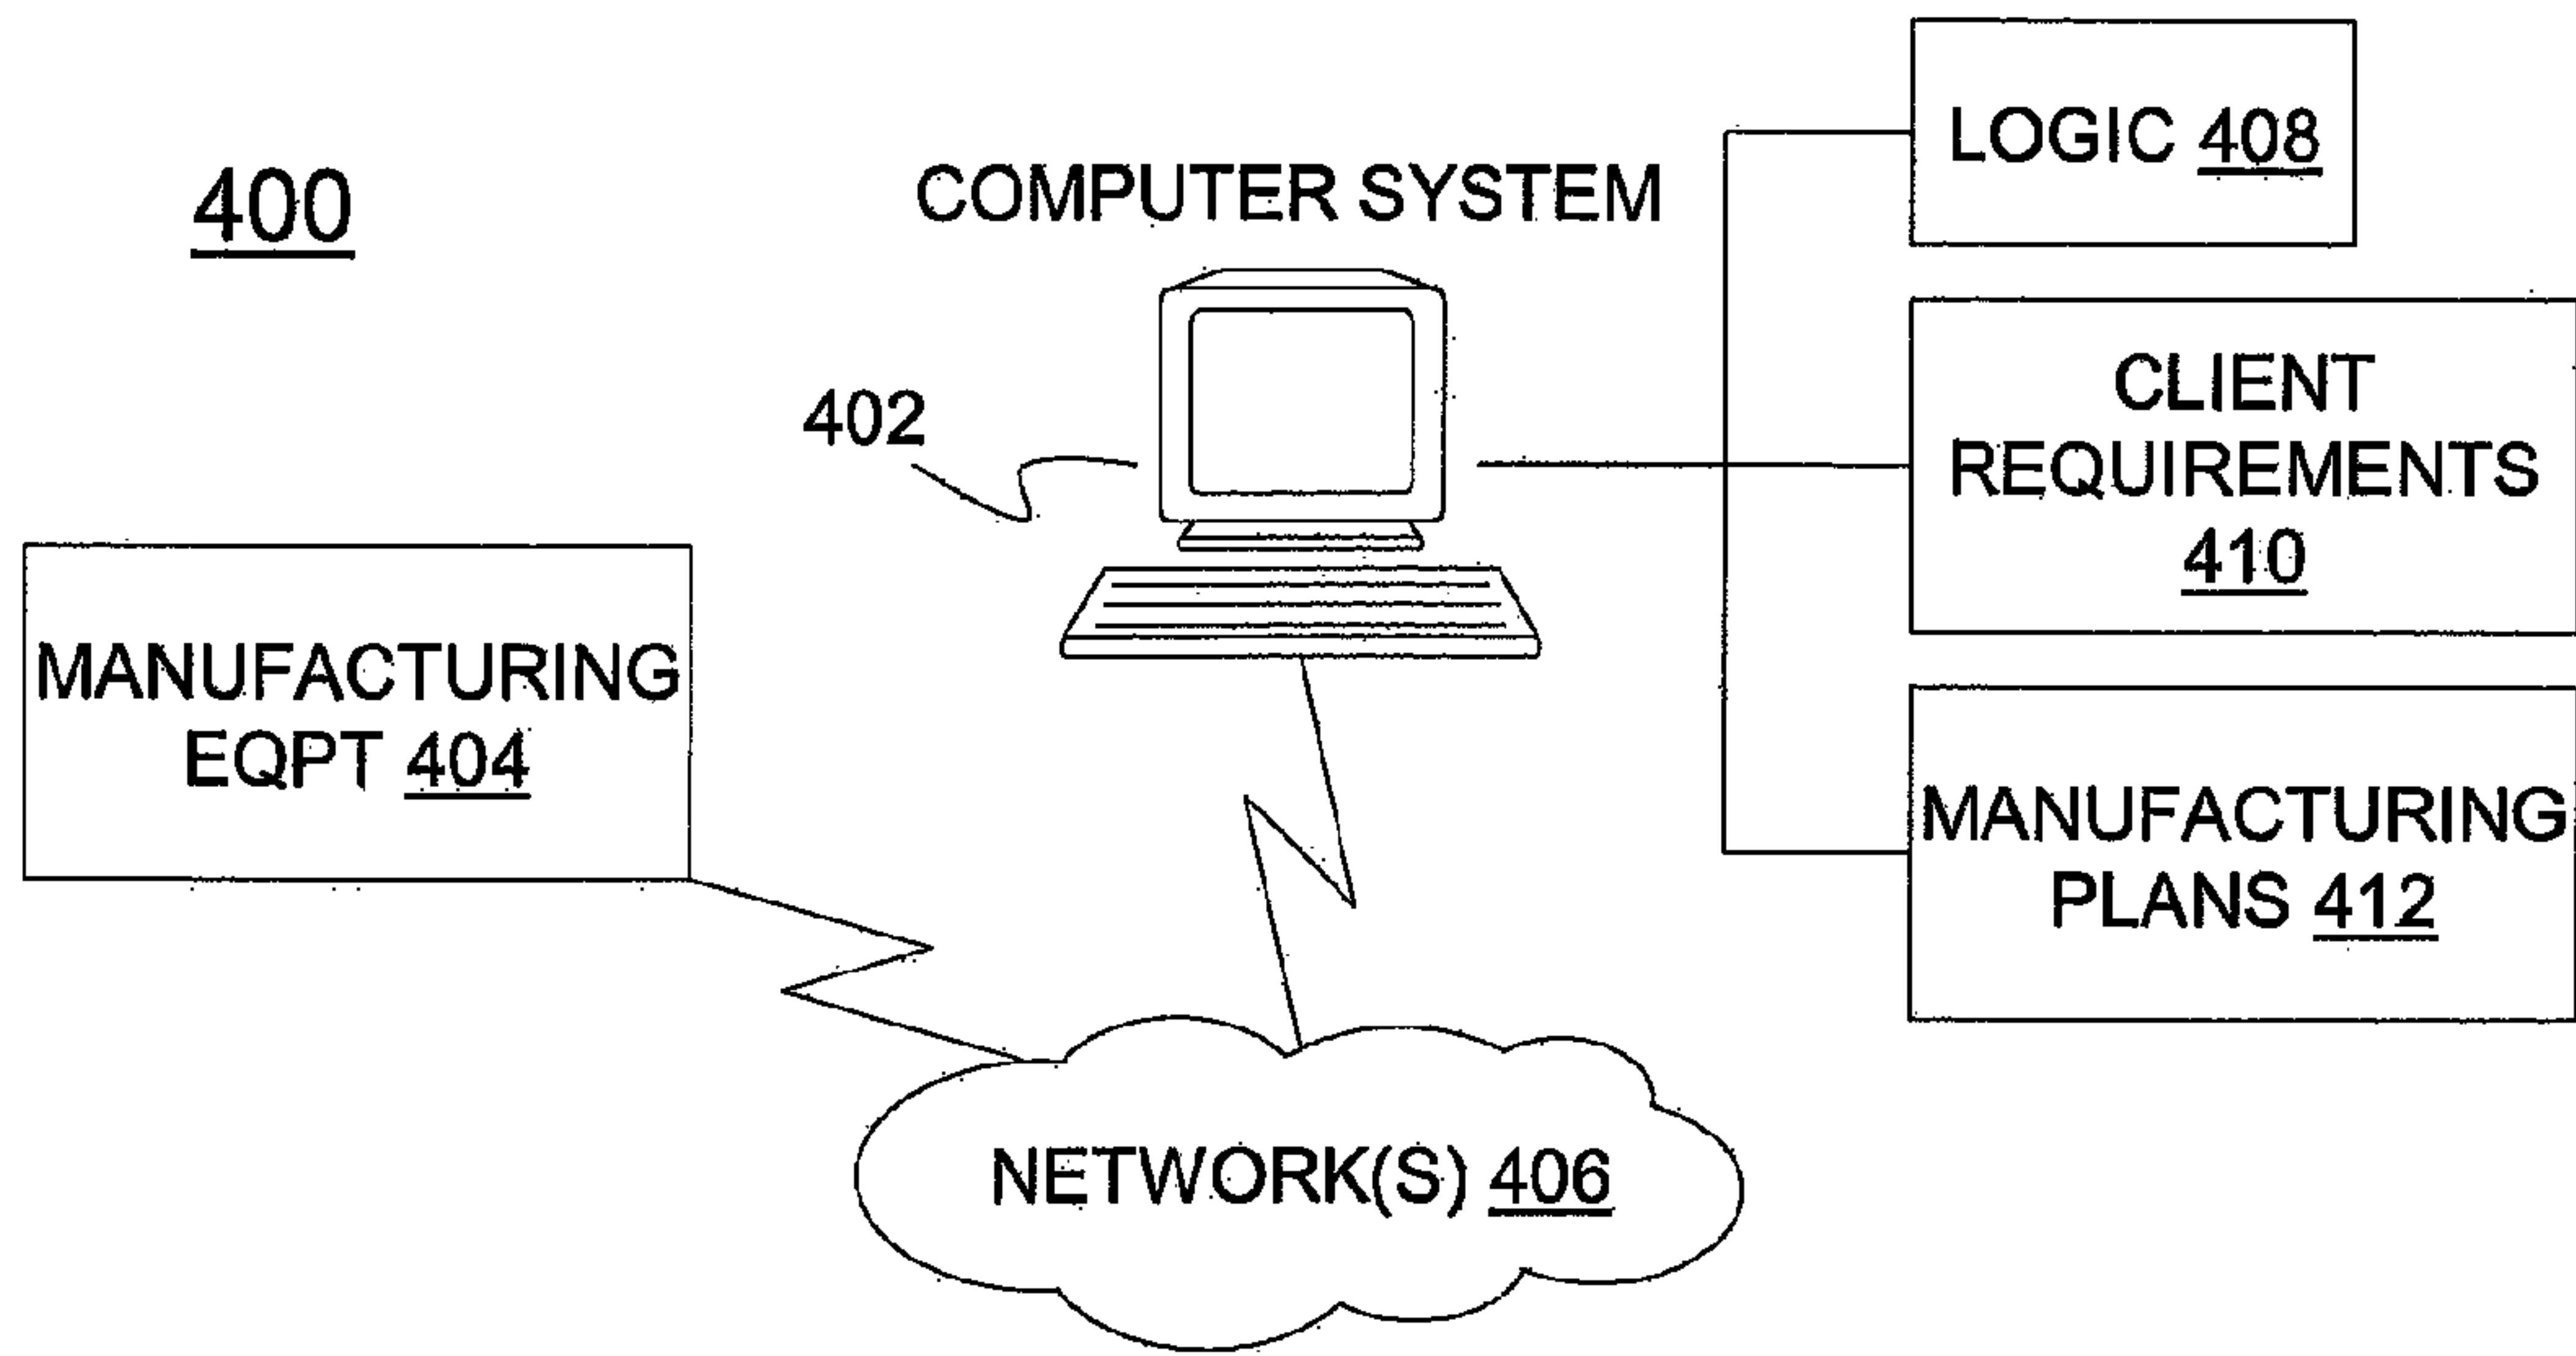 400
COMPUTER SYSTEM
402
LOGIC 408
CLIENT
REQUIREMENTS
410
MANUFACTURING
EQPT 404
MANUFACTURING
PLANS 412
NETWORK(S) 406